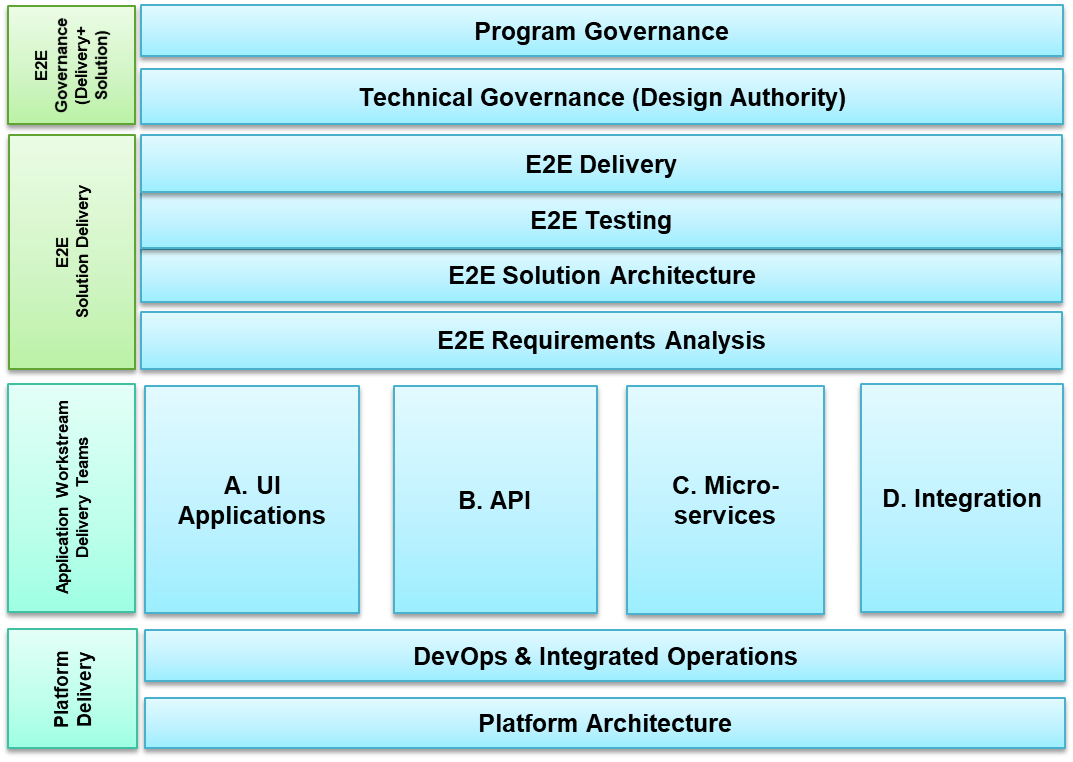 E2E
Governance
(Delivery+
Solution)
Program Governance
Technical Governance (Design Authority)
E2E
Solution Delivery
E2E Delivery
E2E Testing
E2E Solution Architecture
E2E Requirements Analysis
Application Workstream
Delivery Teams
A. UI
Applications
B. API
C. Micro-
services
D. Integration
Platform
Delivery
DevOps & Integrated Operations
Platform Architecture